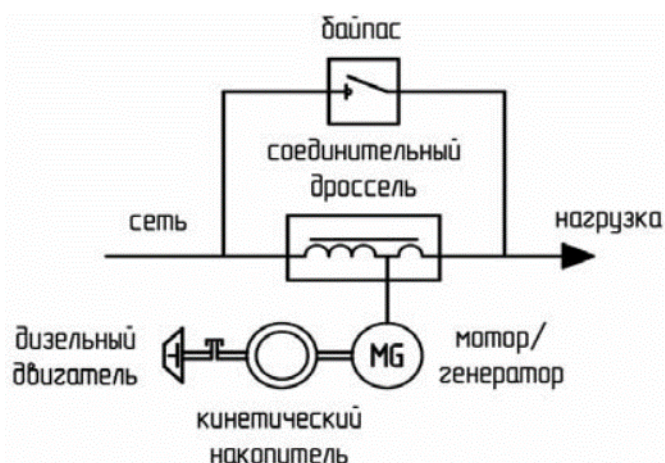 байпас
соединительный
дроссель
сеть
нагрузка
дизельный
двигатель
MG
мотор/
генератор
кинетический
накопитель